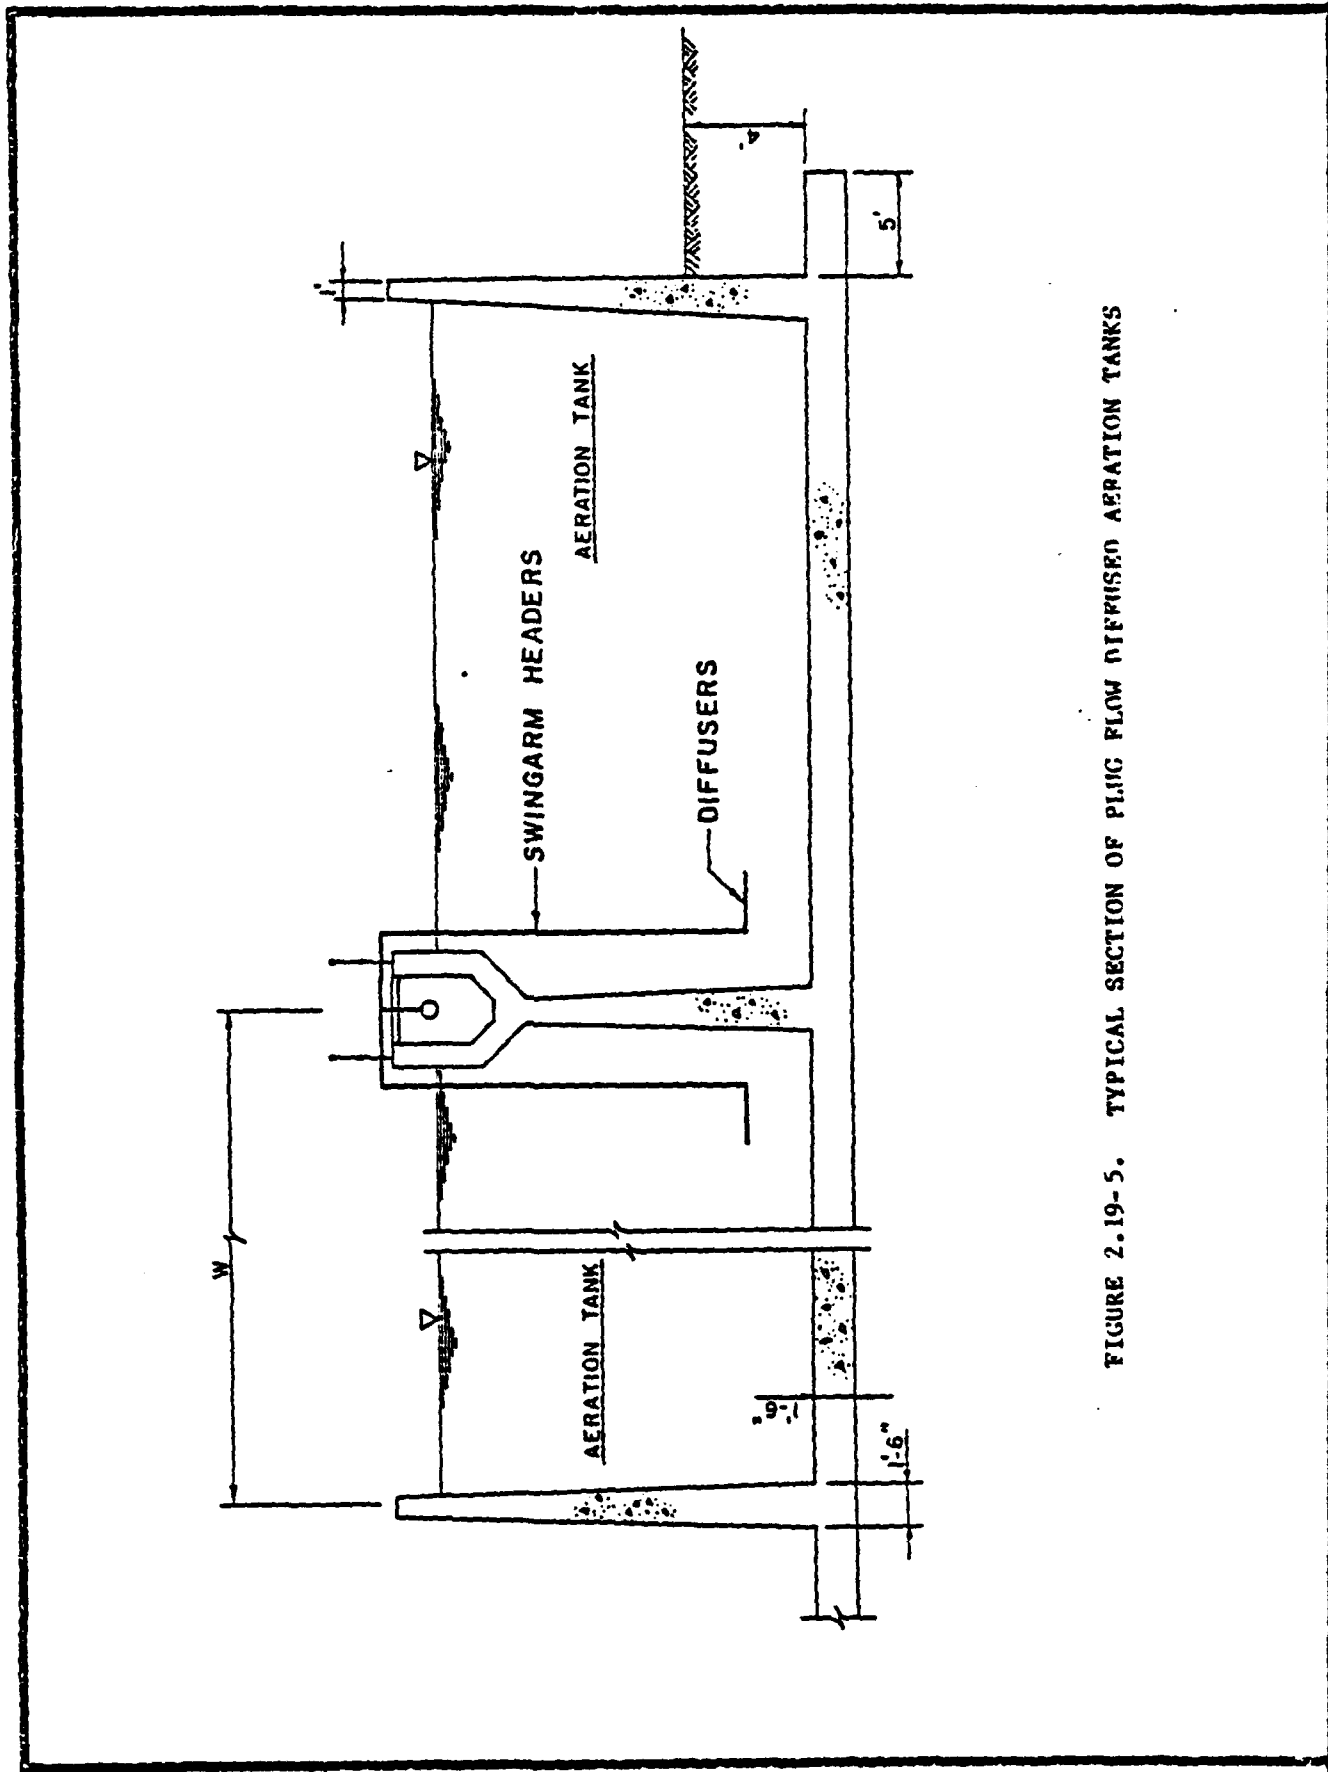 W
1'
SWINGARM HEADERS
AERATION TANK
AERATION TANK
DIFFUSERS
4'
1'-6"
1'-6"
5'
FIGURE 2.19-5. TYPICAL SECTION OF PLUG FLOW DIFFUSED AERATION TANKS